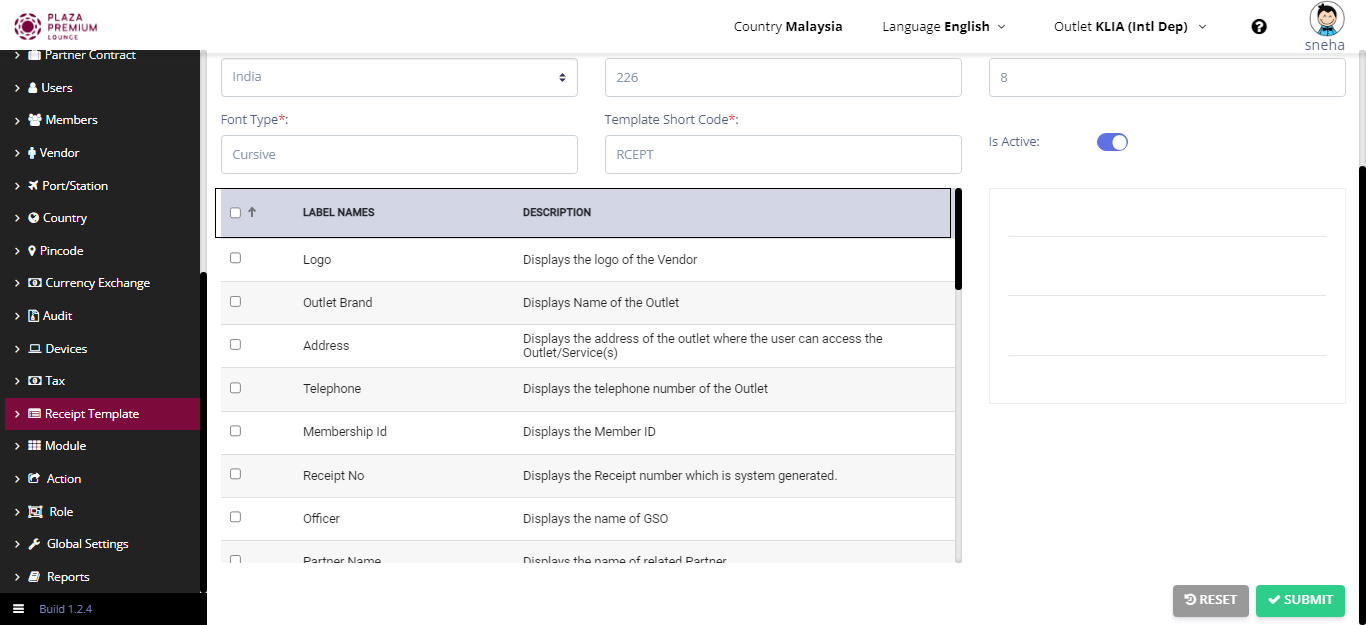 PLAZA
PREMIUM
LOUNGE
Country Malaysia
Language English
Outlet KLIA (Intl Dep)
sneha
Partner Contract
Users
Members
Vendor
Port/Station
Country
Pincode
Currency Exchange
Audit
Devices
Tax
Receipt Template
Module
Action
Role
Global Settings
Reports
Build 1.2.4
India
226
8
Font Type*:
Template Short Code*:
Is Active:
Cursive
RCEPT
LABEL NAMES DESCRIPTION
Logo Displays the logo of the Vendor
Outlet Brand Displays Name of the Outlet
Address Displays the address of the outlet where the user can access the
Outlet/Service(s)
Telephone Displays the telephone number of the Outlet
Membership Id Displays the Member ID
Receipt No Displays the Receipt number which is system generated.
Officer Displays the name of GSO
Partner Name Displays the name of related Partner
RESET
SUBMIT